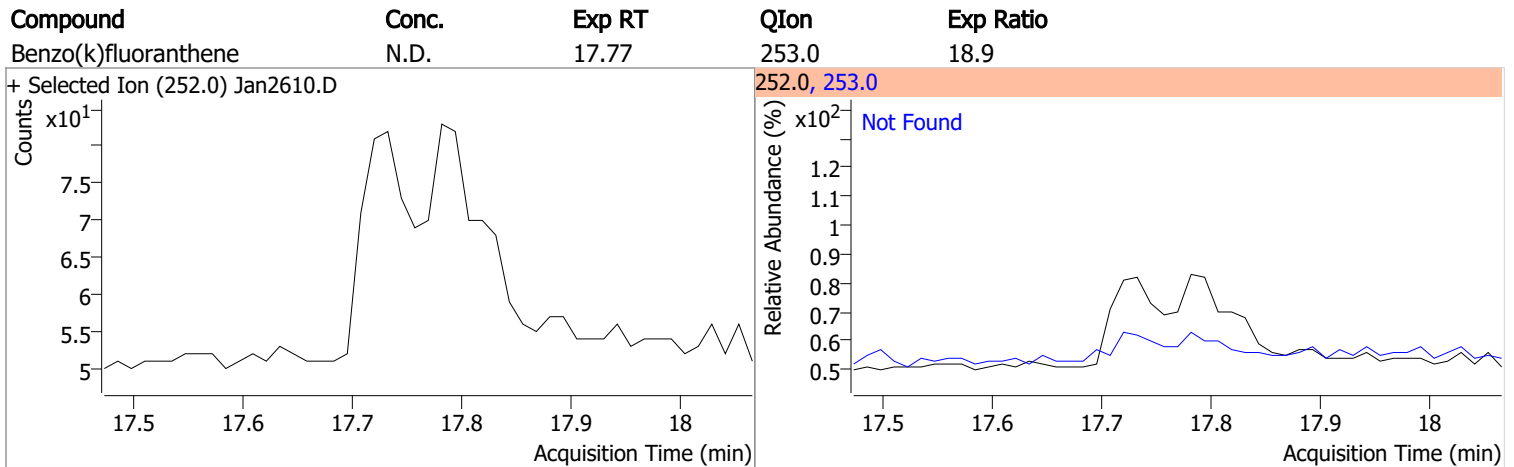 Compound Conc. Exp RT QIon Exp Ratio
Benzo(k)fluoranthene N.D. 17.77 253.0 18.9
+ Selected Ion (252.0) Jan2610.D
Counts
x10¹
7.5
7
6.5
6
5.5
5
17.5 17.6 17.7 17.8 17.9 18
Acquisition Time (min)
252.0, 253.0
Relative Abundance (%)
x10²
Not Found
1.2
1.1
1
0.9
0.8
0.7
0.6
0.5
17.5 17.6 17.7 17.8 17.9 18
Acquisition Time (min)